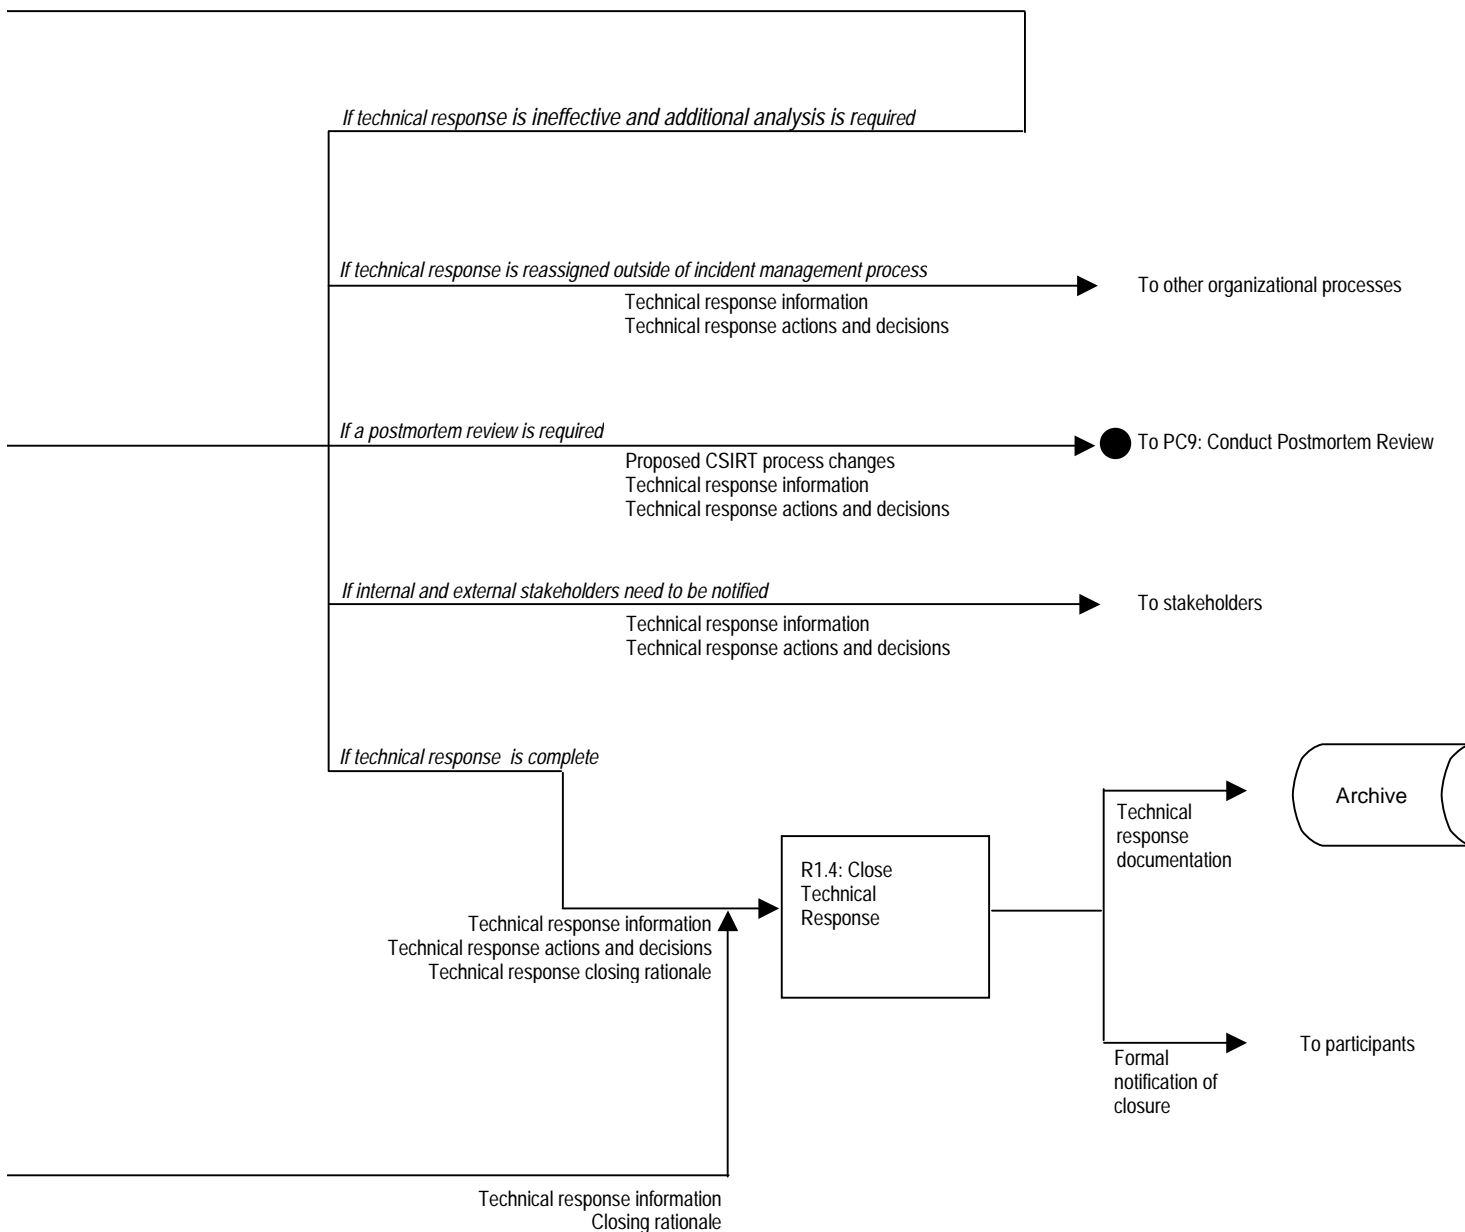 If technical response is ineffective and additional analysis is required
If technical response is reassigned outside of incident management process
Technical response information
Technical response actions and decisions
To other organizational processes
If a postmortem review is required
Proposed CSIRT process changes
Technical response information
Technical response actions and decisions
To PC9: Conduct Postmortem Review
If internal and external stakeholders need to be notified
Technical response information
Technical response actions and decisions
To stakeholders
If technical response  is complete
Technical response information
Technical response actions and decisions
Technical response closing rationale
R1.4: Close
Technical
Response
Technical
response
documentation
Archive
Formal
notification of
closure
To participants
Technical response information
Closing rationale